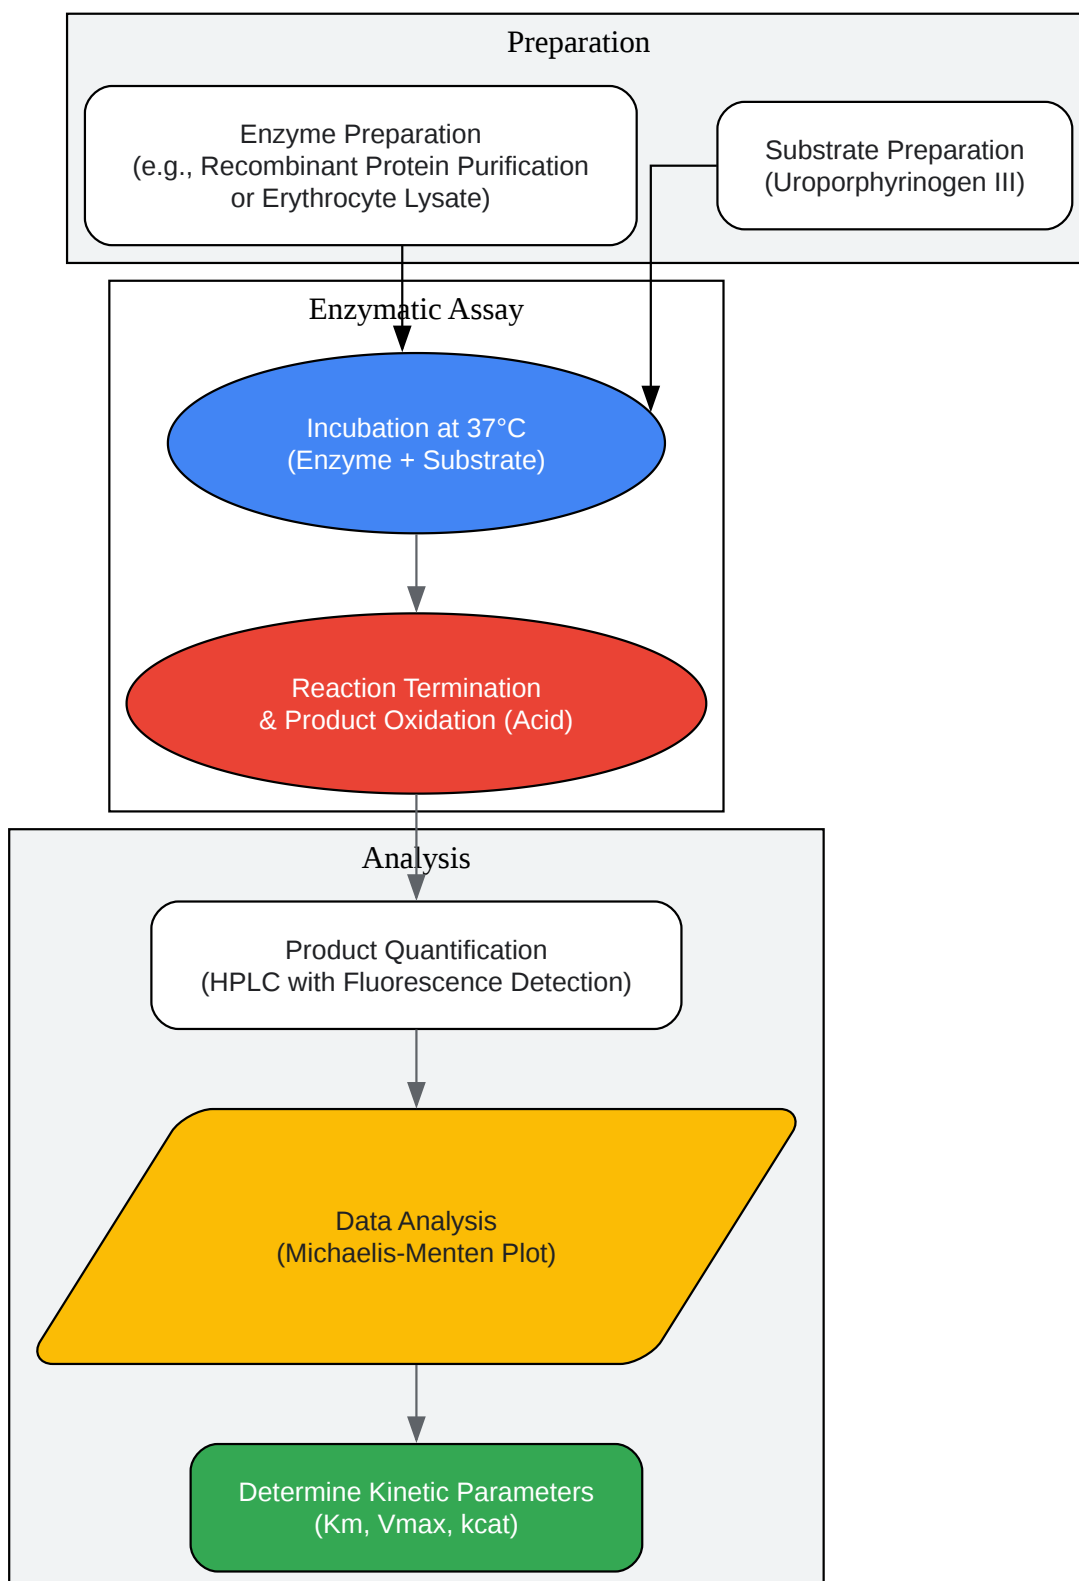 Preparation
Enzyme Preparation
(e.g., Recombinant Protein Purification
or Erythrocyte Lysate)
Substrate Preparation
(Uroporphyrinogen III)
Enzymatic Assay
Incubation at 37°C
(Enzyme + Substrate)
Reaction Termination
& Product Oxidation (Acid)
Analysis
Product Quantification
(HPLC with Fluorescence Detection)
Data Analysis
(Michaelis-Menten Plot)
Determine Kinetic Parameters
(Km, Vmax, kcat)